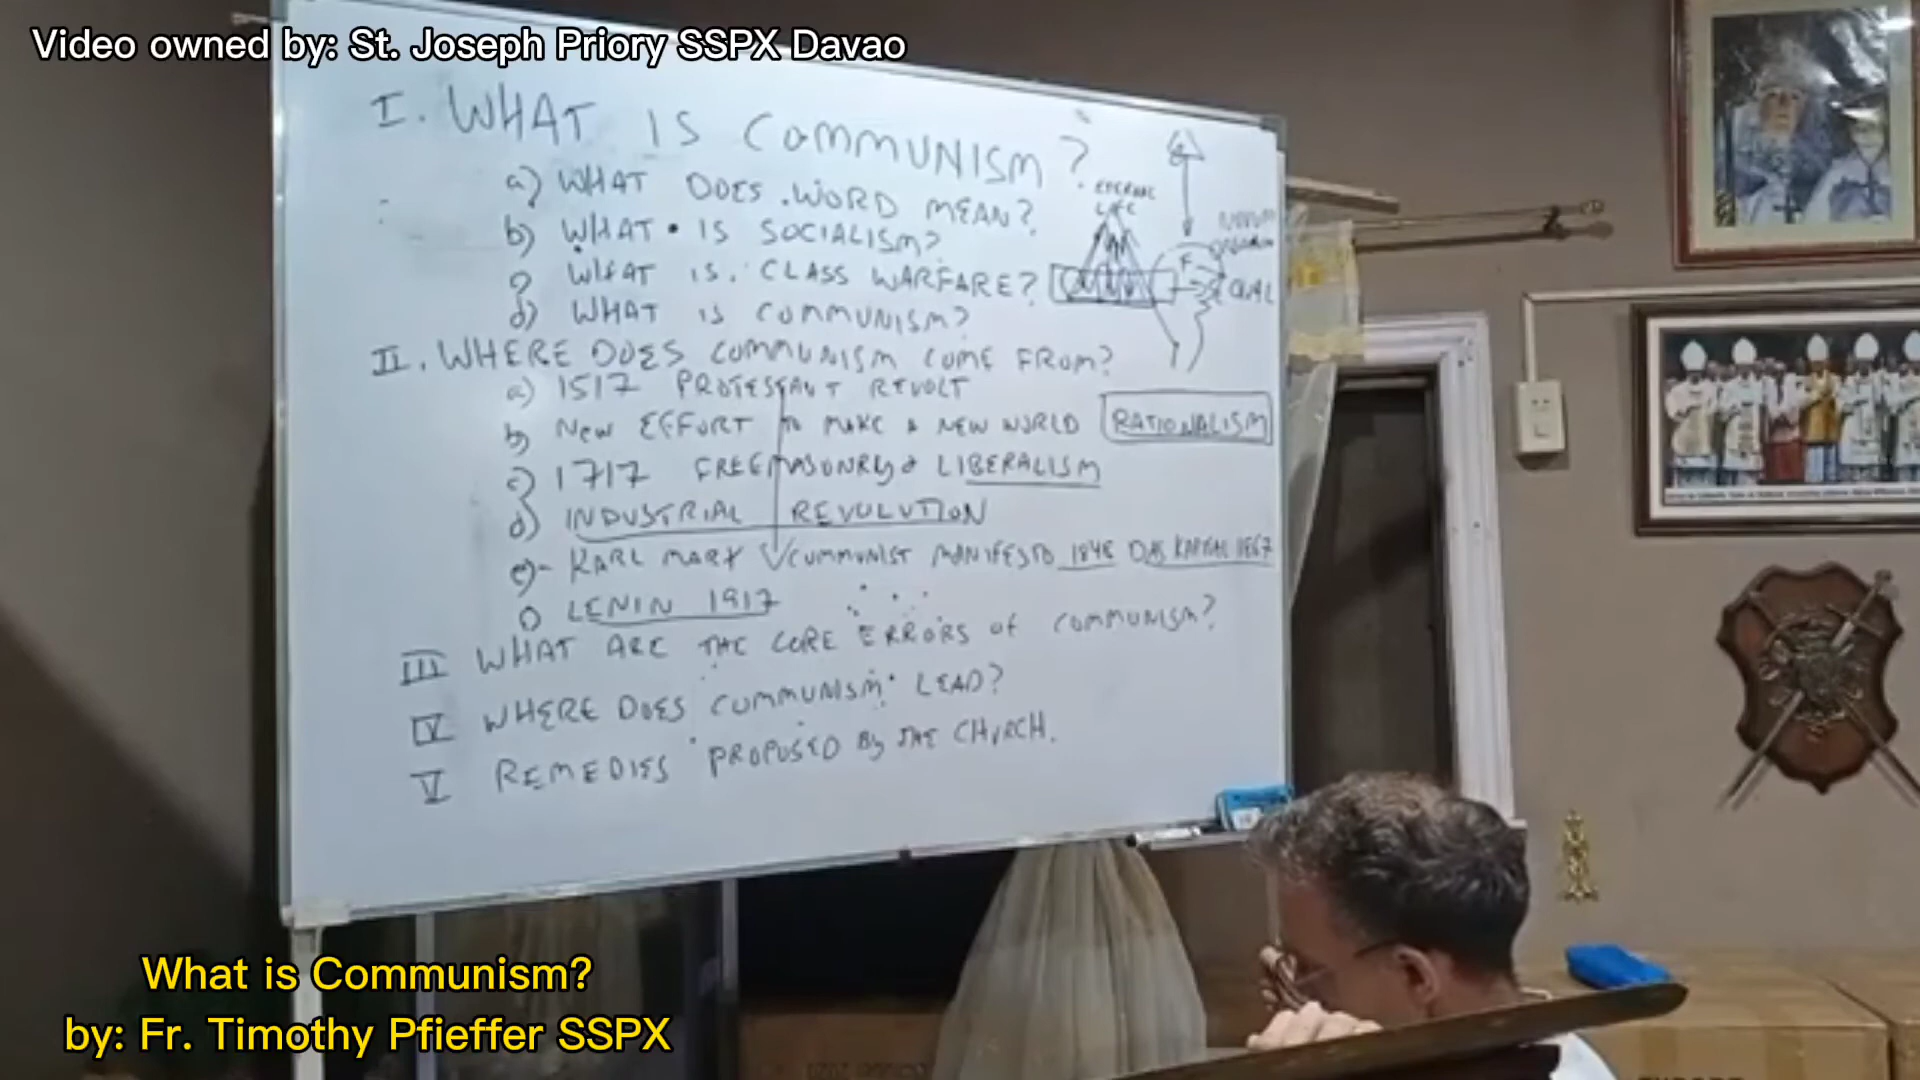 Video owned by: St. Joseph Priory SSPX Davao
I. WHAT IS COMMUNISM?
a) WHAT DOES WORD MEAN?
b) WHAT IS SOCIALISM?
c) WHAT IS CLASS WARFARE?
d) WHAT IS COMMUNISM?
ETERNAL
LIFE
II. WHERE DOES COMMUNISM COME FROM?
a) 1517 PROTESTANT REVOLT
b) NEW EFFORT TO MAKE A NEW WORLD RATIONALISM
c) 1717 FREEMASONRY & LIBERALISM
d) INDUSTRIAL REVOLUTION
e) KARL MARX COMMUNIST MANIFESTO 1848 DAS KAPITAL 1867
f) LENIN 1917
III WHAT ARE THE CORE ERRORS OF COMMUNISM?
IV WHERE DOES COMMUNISM LEAD?
V REMEDIES PROPOSED BY THE CHURCH.
What is Communism?
by: Fr. Timothy Pfieffer SSPX